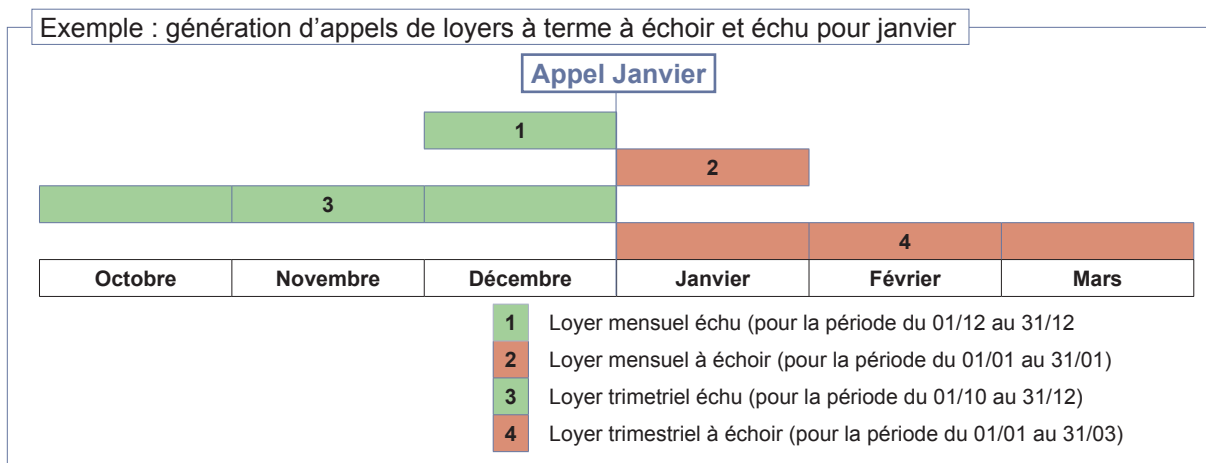 Exemple : génération d’appels de loyers à terme à échoir et échu pour janvier
Appel Janvier
1
2
3
4
Octobre Novembre Décembre Janvier Février Mars
1 Loyer mensuel échu (pour la période du 01/12 au 31/12
2 Loyer mensuel à échoir (pour la période du 01/01 au 31/01)
3 Loyer trimetriel échu (pour la période du 01/10 au 31/12)
4 Loyer trimestriel à échoir (pour la période du 01/01 au 31/03)